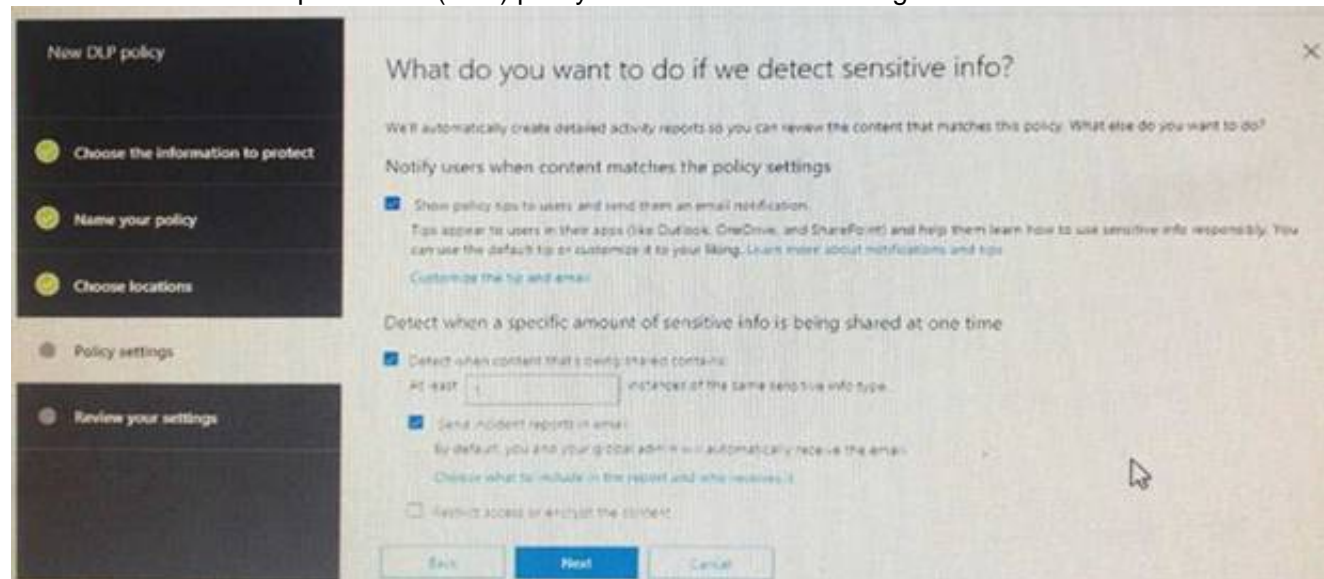 New DLP policy
Choose the information to protect
Name your policy
Choose locations
Policy settings
Review your settings
What do you want to do if we detect sensitive info?
We'll automatically create detailed activity reports so you can review the content that matches this policy. What else do you want to do?
Notify users when content matches the policy settings
Show policy tips to users and send them an email notification.
Tips appear to users in their apps (like Outlook, OneDrive, and SharePoint) and help them learn how to use sensitive info responsibly. You
can use the default tip or customize it to your liking. Learn more about notifications and tips
Customize the tip and email
Detect when a specific amount of sensitive info is being shared at one time
Detect when content that's being shared contains:
At least
instances of the same sensitive info type.
Send incident reports in email
By default, you and your global admin will automatically receive the email.
Choose what to include in the report and who receives it
Restrict access or encrypt the content
Back
Next
Cancel